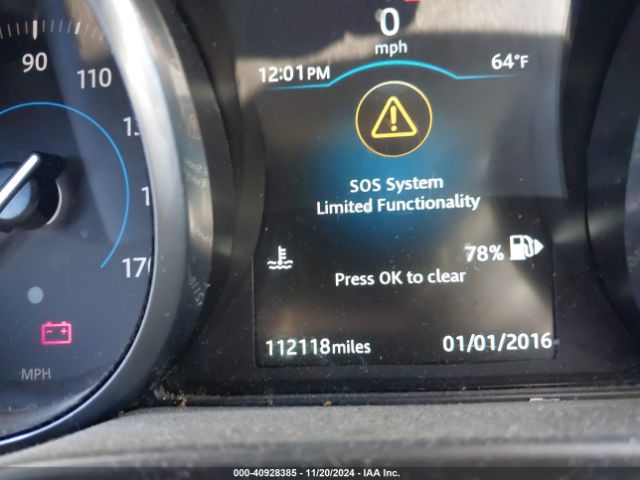 0
mph
90
110
170
MPH
12:01PM
64°F
SOS System
Limited Functionality
78%
Press OK to clear
112118miles
01/01/2016
000-40928385 - 11/20/2024 - IAA Inc.